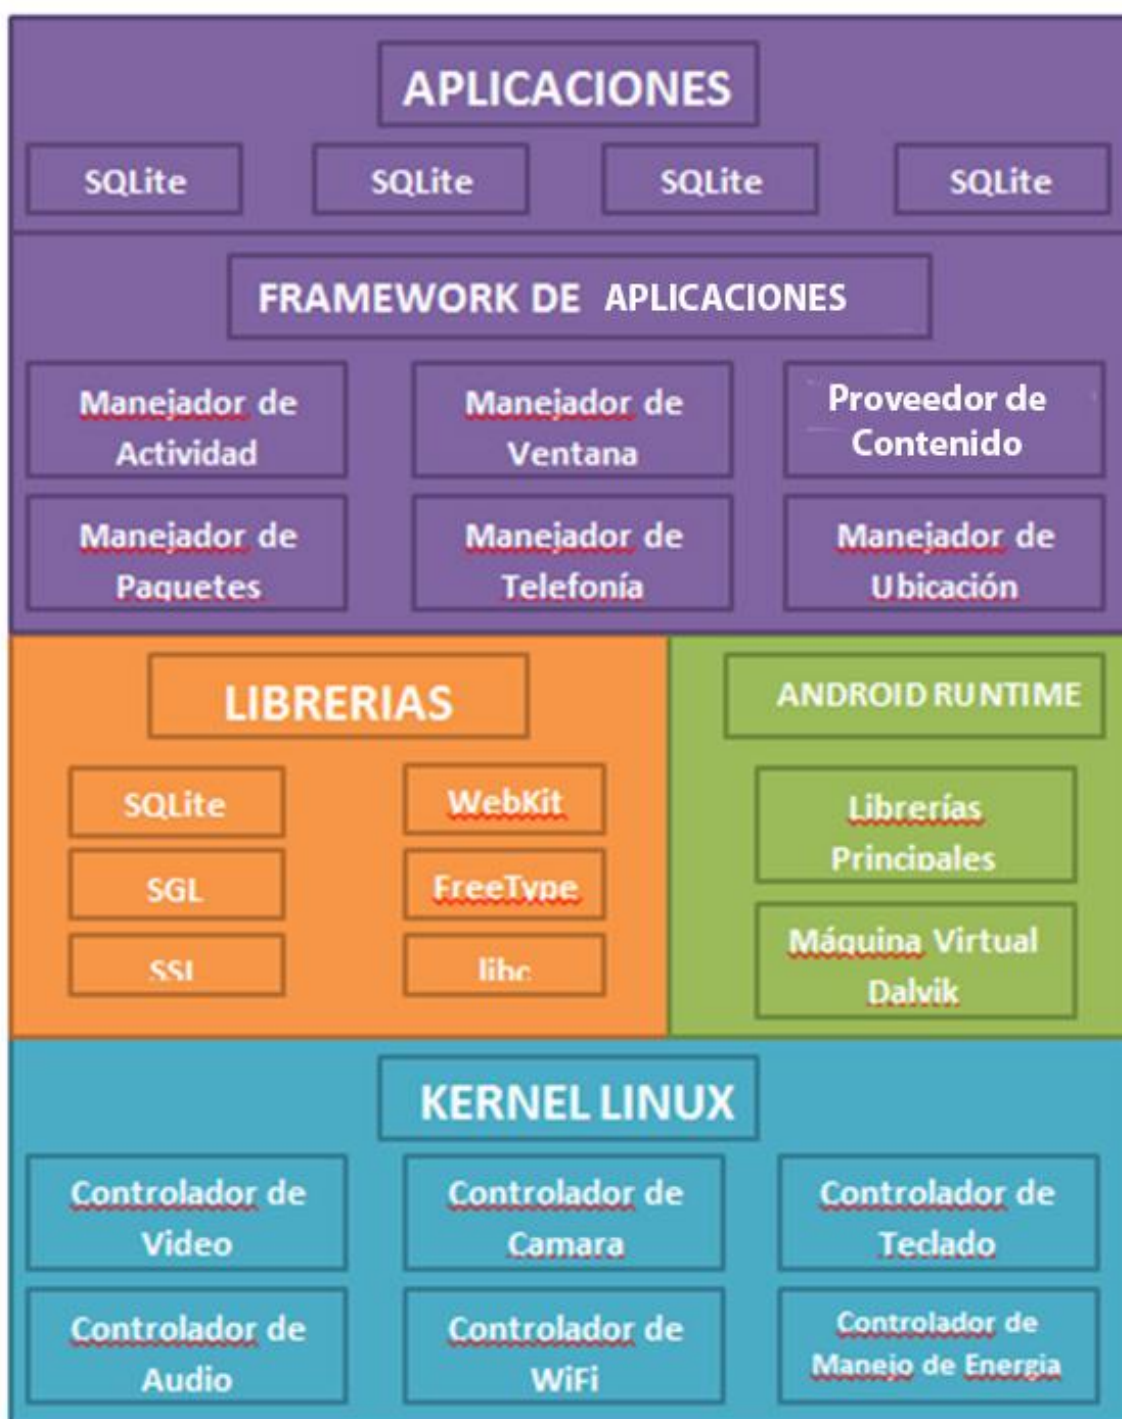 APLICACIONES
SQLite SQLite SQLite SQLite
FRAMEWORK DE APLICACIONES
Manejador de
Actividad
Manejador de
Ventana
Proveedor de
Contenido
Manejador de
Paquetes
Manejador de
Telefonía
Manejador de
Ubicación
LIBRERIAS
SQLite
WebKit
SGL
FreeType
SSL
libc
ANDROID RUNTIME
Librerías
Principales
Máquina Virtual
Dalvik
KERNEL LINUX
Controlador de
Video
Controlador de
Camara
Controlador de
Teclado
Controlador de
Audio
Controlador de
WiFi
Controlador de
Manejo de Energia